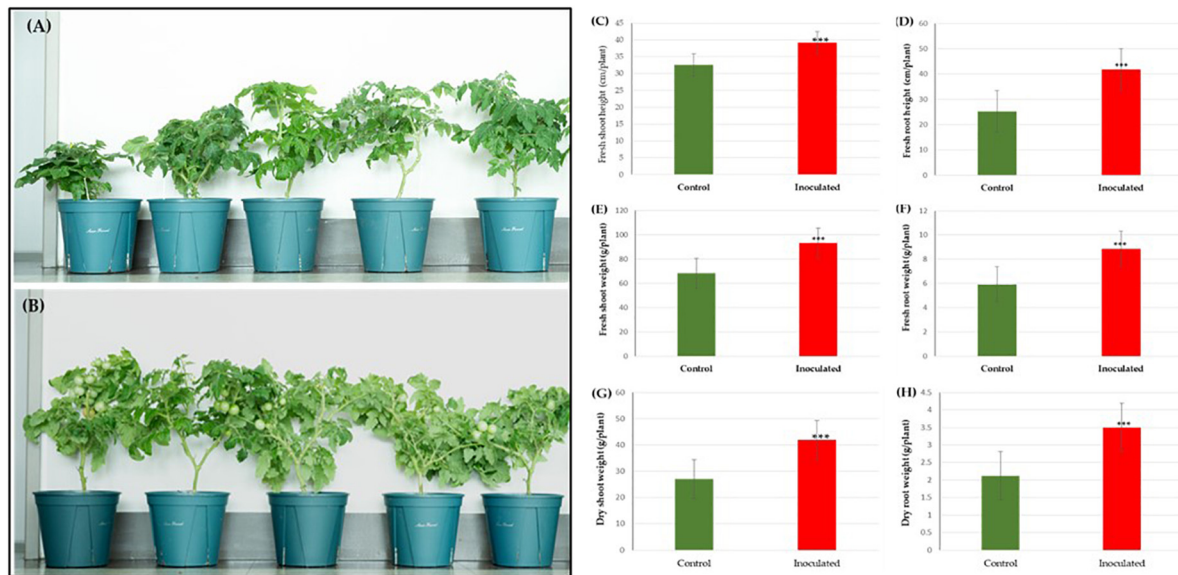 (A)
(B)
(C)
Fresh shoot height (cm/plant)
45
40
35
30
25
20
15
10
5
0
***
Control
Inoculated
(D)
Fresh root height (cm/plant)
60
50
40
30
20
10
0
***
Control
Inoculated
(E)
Fresh shoot weight (g/plant)
120
100
80
60
40
20
0
***
Control
Inoculated
(F)
Fresh root weight (g/plant)
12
10
8
6
4
2
0
***
Control
Inoculated
(G)
Dry shoot weight (g/plant)
60
50
40
30
20
10
0
***
Control
Inoculated
(H)
Dry root weight (g/plant)
4.5
4
3.5
3
2.5
2
1.5
1
0.5
0
***
Control
Inoculated